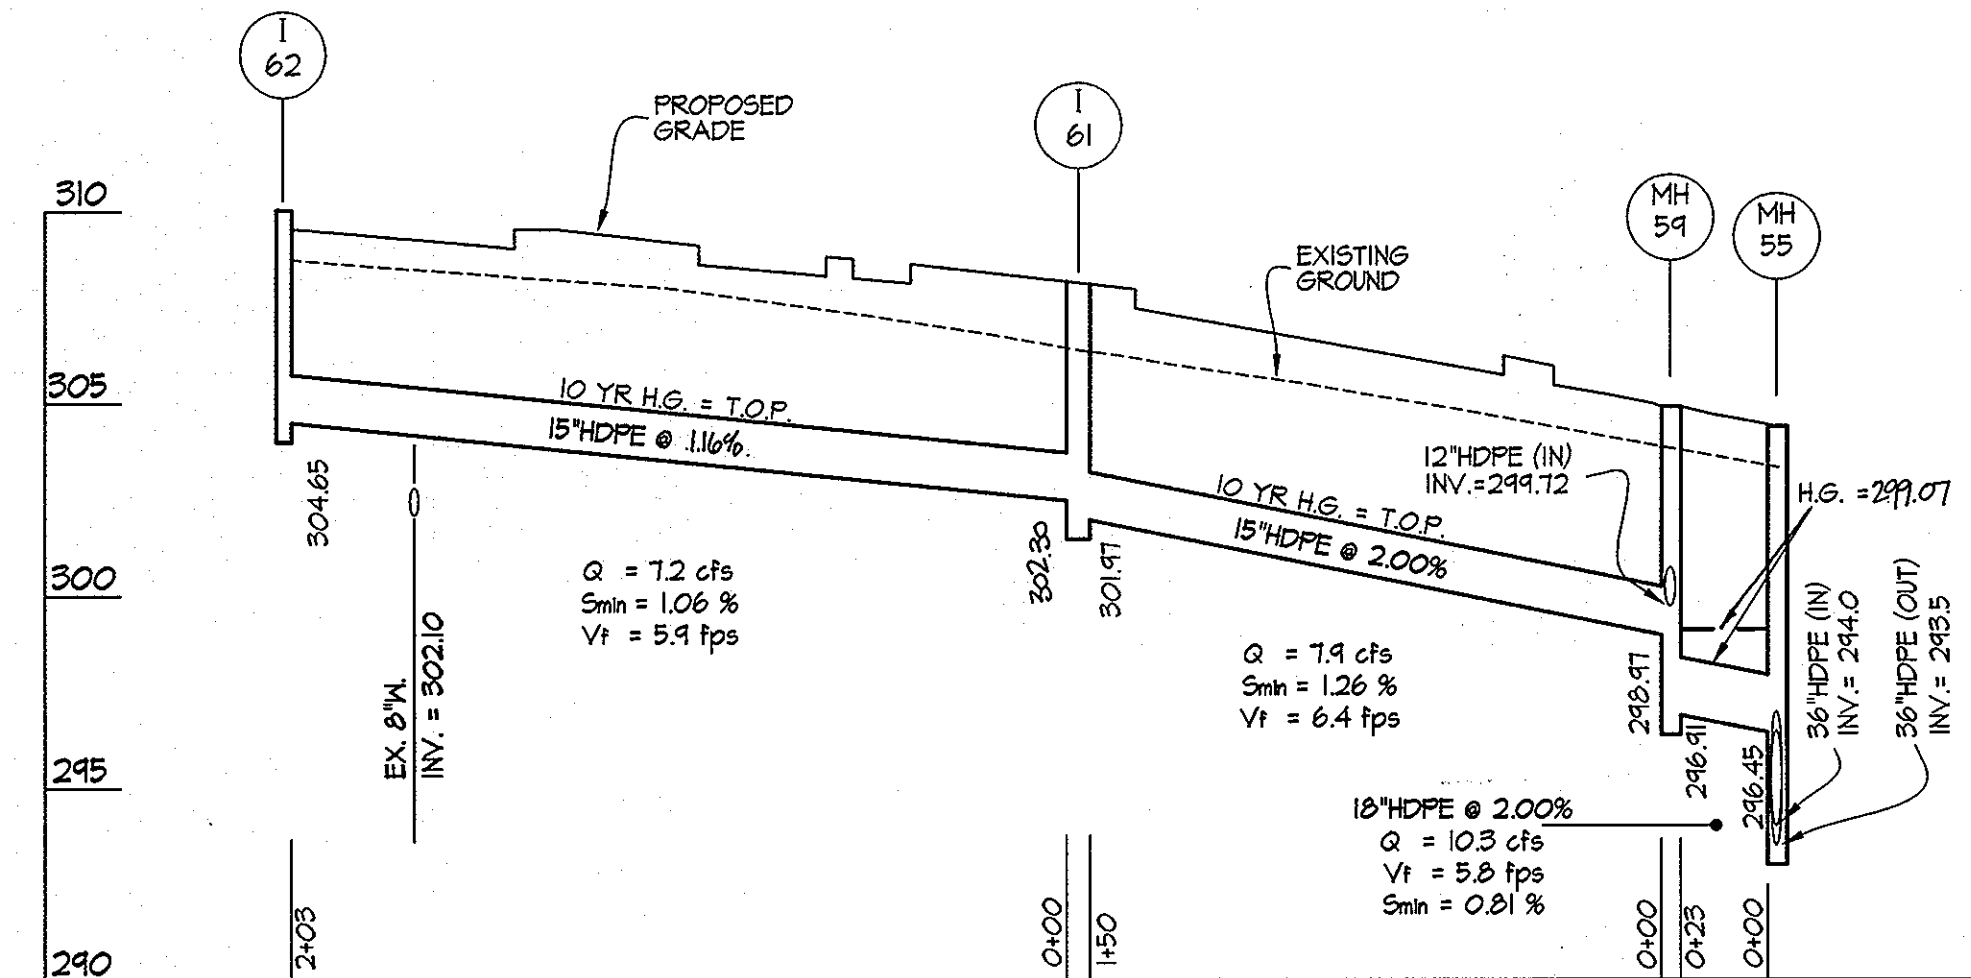 I
62
PROPOSED
GRADE
I
61
MH
59
MH
55
310
305
300
295
290
EXISTING
GROUND
10 YR H.G. = T.O.P.
15"HDPE @ 1.16%.
12"HDPE (IN)
INV.=299.72
10 YR H.G. = T.O.P.
15"HDPE @ 2.00%
H.G. =299.07
304.65
EX. 8"W.
INV. = 302.10
Q = 7.2 cfs
Smin = 1.06 %
Vf = 5.9 fps
302.30
301.97
Q = 7.9 cfs
Smin = 1.26 %
Vf = 6.4 fps
298.97
296.91
296.45
36"HDPE (IN)
INV.= 294.0
36"HDPE (OUT)
INV.= 293.5
18"HDPE @ 2.00%
Q = 10.3 cfs
Vf = 5.8 fps
Smin = 0.81 %
2+03
0+00
1+50
0+00
0+23
0+00